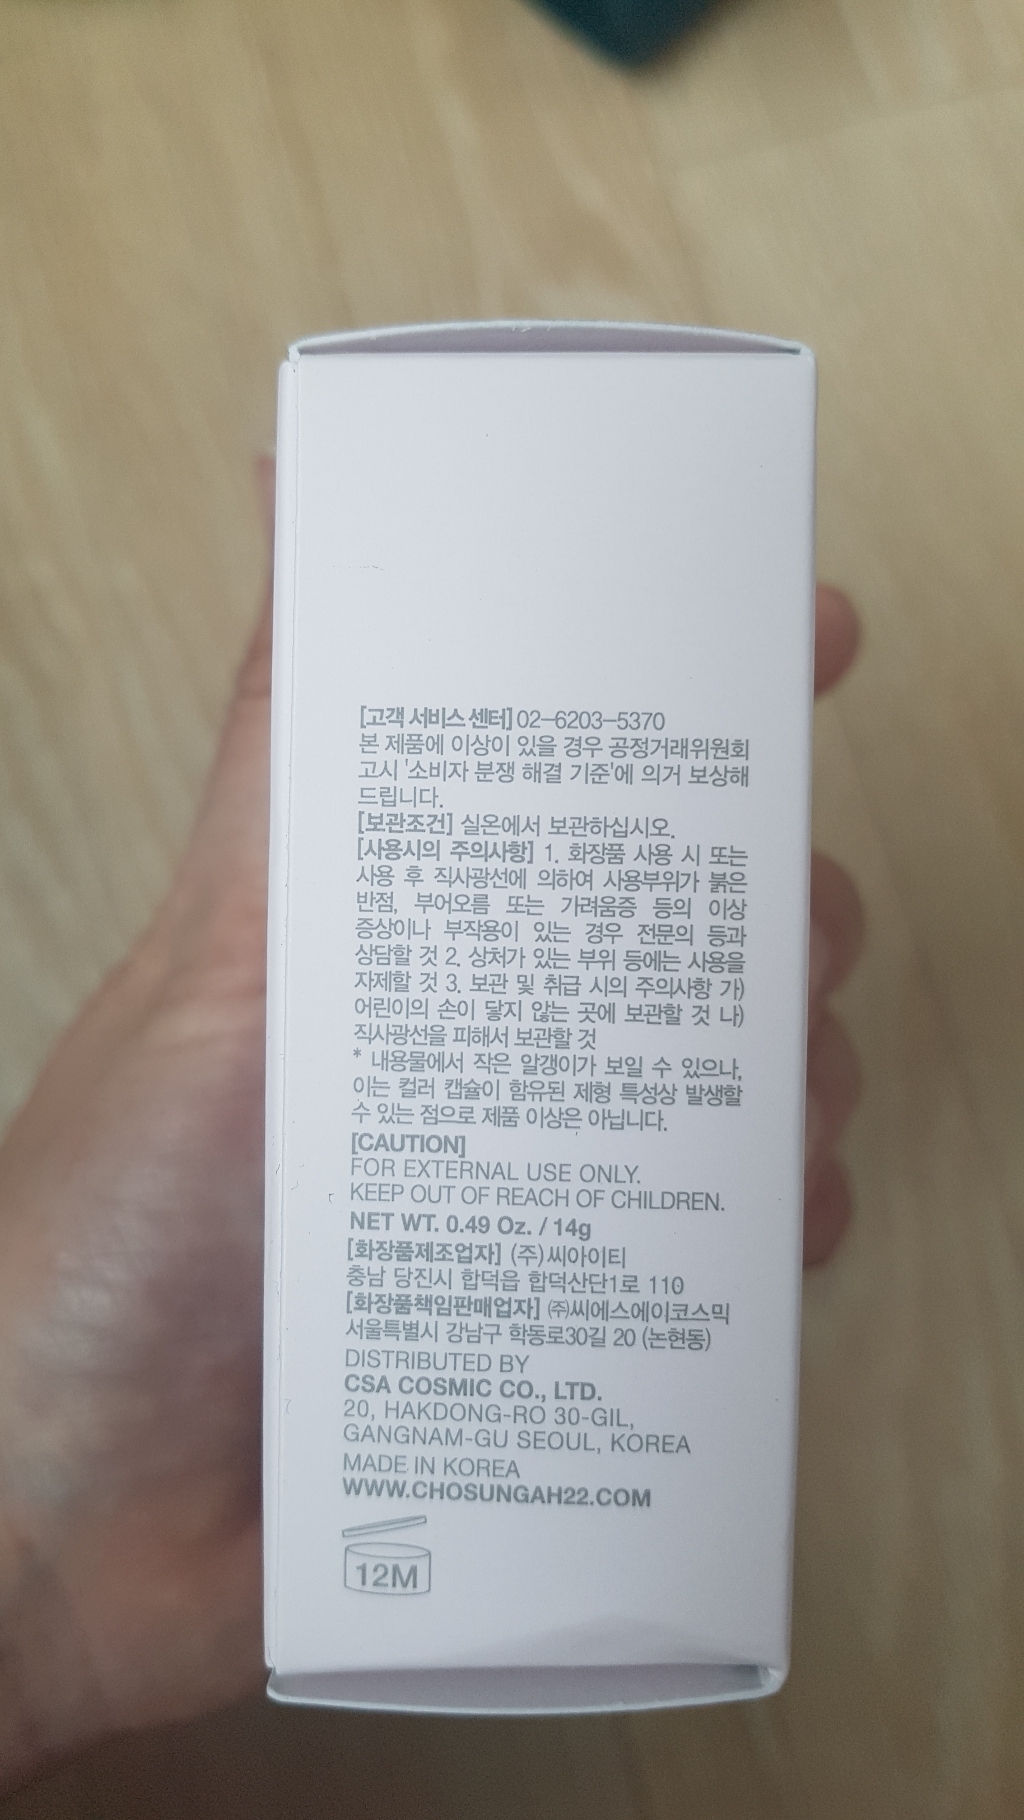 [고객 서비스 센터] 02-6203-5370
본 제품에 이상이 있을 경우 공정거래위원회
고시 '소비자 분쟁 해결 기준'에 의거 보상해
드립니다.
[보관조건] 실온에서 보관하십시오.
[사용시의 주의사항] 1. 화장품 사용 시 또는
사용 후 직사광선에 의하여 사용부위가 붉은
반점, 부어오름 또는 가려움증 등의 이상
증상이나 부작용이 있는 경우 전문의 등과
상담할 것 2. 상처가 있는 부위 등에는 사용을
자제할 것 3. 보관 및 취급 시의 주의사항 가)
어린이의 손이 닿지 않는 곳에 보관할 것 나)
직사광선을 피해서 보관할 것
* 내용물에서 작은 알갱이가 보일 수 있으나,
이는 컬러 캡슐이 함유된 제형 특성상 발생할
수 있는 점으로 제품 이상은 아닙니다.
[CAUTION]
FOR EXTERNAL USE ONLY.
KEEP OUT OF REACH OF CHILDREN.
NET WT. 0.49 Oz. / 14g
[화장품제조업자] (주)씨아이티
충남 당진시 합덕읍 합덕산단1로 110
[화장품책임판매업자] ㈜씨에스에이코스믹
서울특별시 강남구 학동로30길 20 (논현동)
DISTRIBUTED BY
CSA COSMIC CO., LTD.
20, HAKDONG-RO 30-GIL,
GANGNAM-GU SEOUL, KOREA
MADE IN KOREA
WWW.CHOSUNGAH22.COM
12M